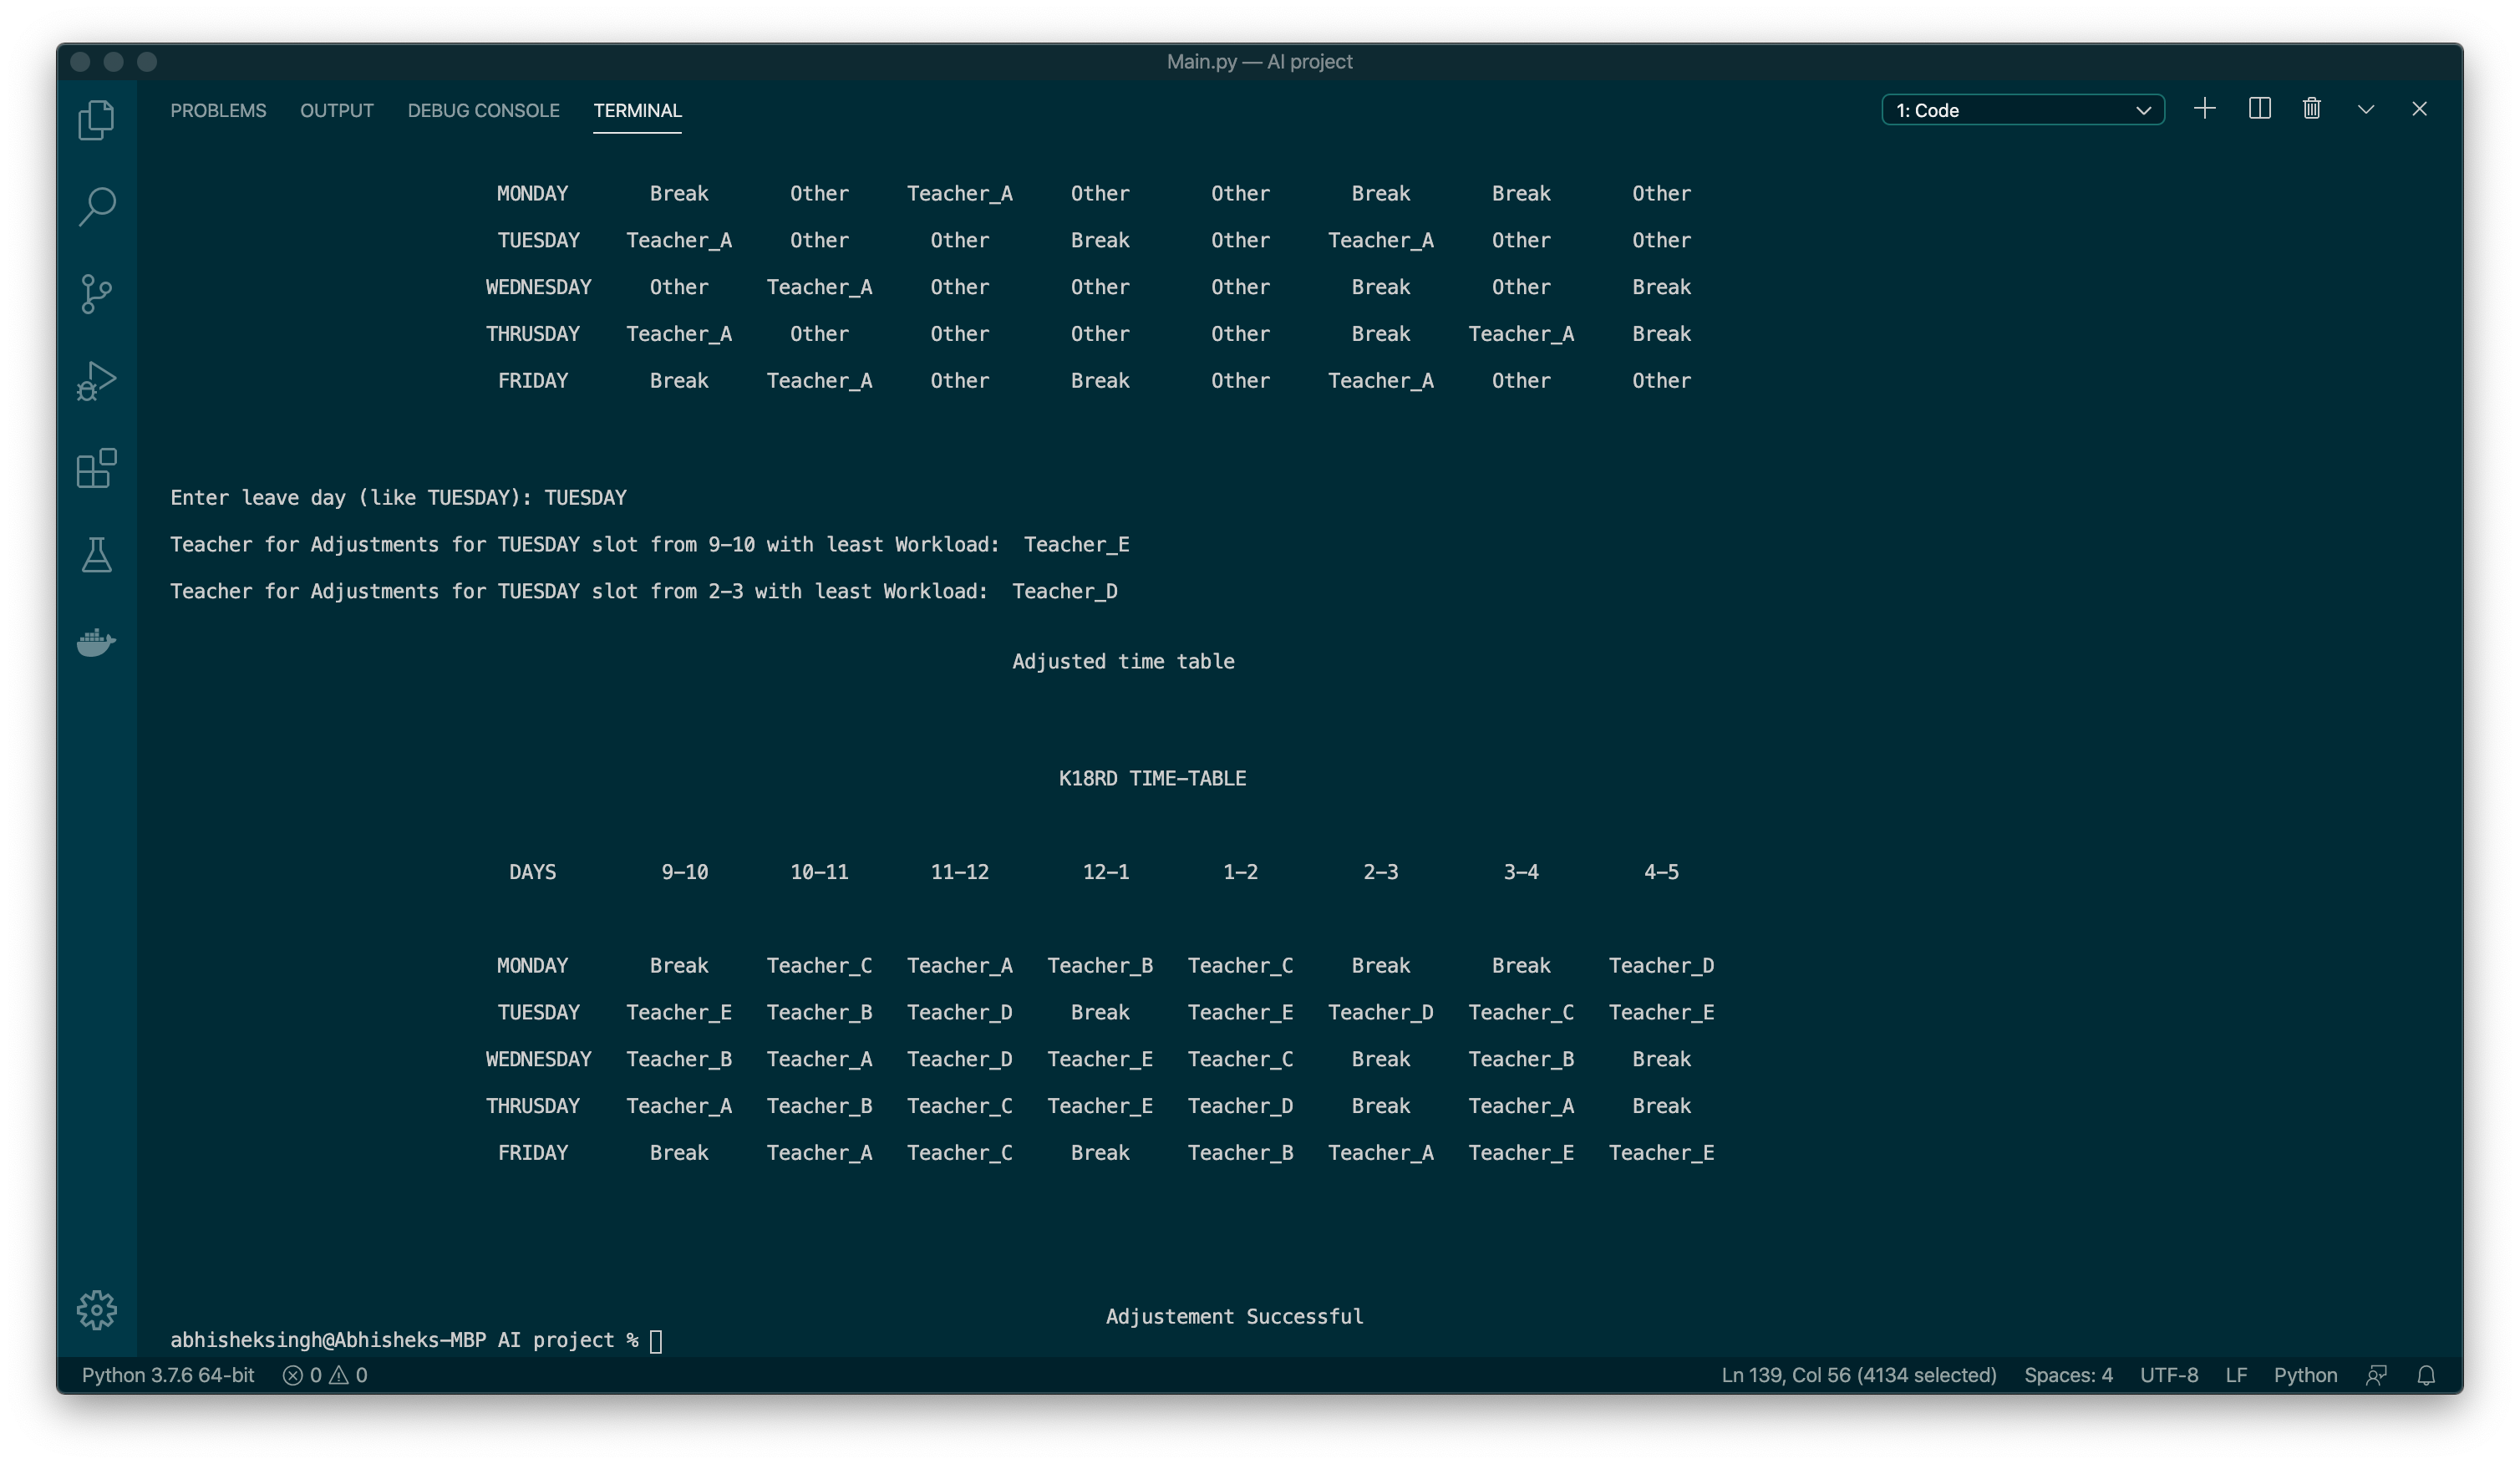 Main.py — AI project
PROBLEMS OUTPUT DEBUG CONSOLE TERMINAL 1: Code
MONDAY Break Other Teacher_A Other Other Break Break Other
TUESDAY Teacher_A Other Other Break Other Teacher_A Other Other
WEDNESDAY Other Teacher_A Other Other Other Break Other Break
THRUSDAY Teacher_A Other Other Other Other Break Teacher_A Break
FRIDAY Break Teacher_A Other Break Other Teacher_A Other Other
Enter leave day (like TUESDAY): TUESDAY
Teacher for Adjustments for TUESDAY slot from 9-10 with least Workload: Teacher_E
Teacher for Adjustments for TUESDAY slot from 2-3 with least Workload: Teacher_D
Adjusted time table
K18RD TIME-TABLE
DAYS 9-10 10-11 11-12 12-1 1-2 2-3 3-4 4-5
MONDAY Break Teacher_C Teacher_A Teacher_B Teacher_C Break Break Teacher_D
TUESDAY Teacher_E Teacher_B Teacher_D Break Teacher_E Teacher_D Teacher_C Teacher_E
WEDNESDAY Teacher_B Teacher_A Teacher_D Teacher_E Teacher_C Break Teacher_B Break
THRUSDAY Teacher_A Teacher_B Teacher_C Teacher_E Teacher_D Break Teacher_A Break
FRIDAY Break Teacher_A Teacher_C Break Teacher_B Teacher_A Teacher_E Teacher_E
Adjustement Successful
abhisheksingh@Abhisheks-MBP AI project %
Python 3.7.6 64-bit 0 0 Ln 139, Col 56 (4134 selected) Spaces: 4 UTF-8 LF Python